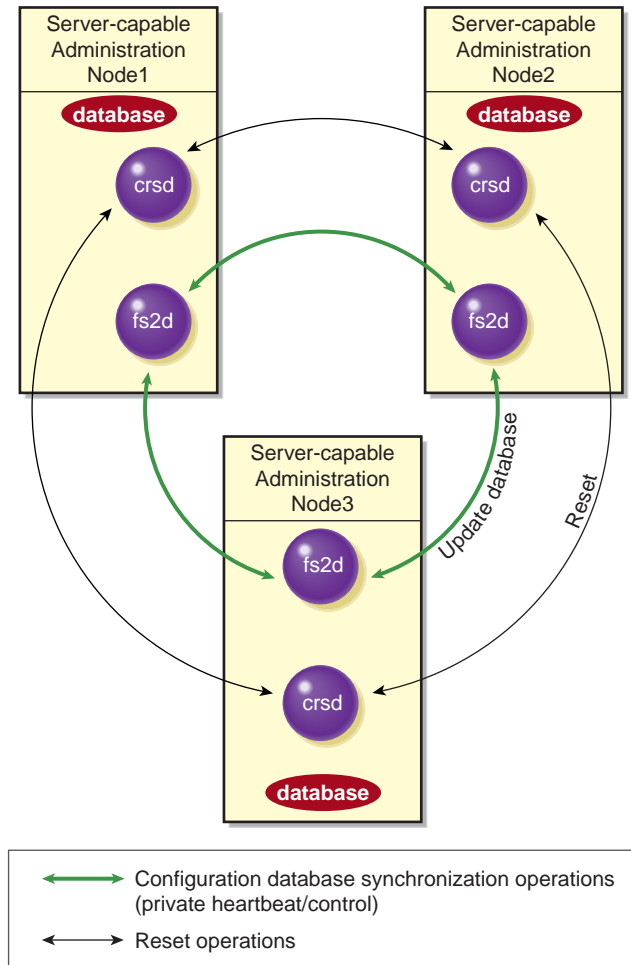 Server-capable
Administration
Node1
database
crsd
fs2d
Server-capable
Administration
Node2
database
crsd
fs2d
Server-capable
Administration
Node3
fs2d
crsd
database
Update database
Reset
Configuration database synchronization operations
(private heartbeat/control)
Reset operations